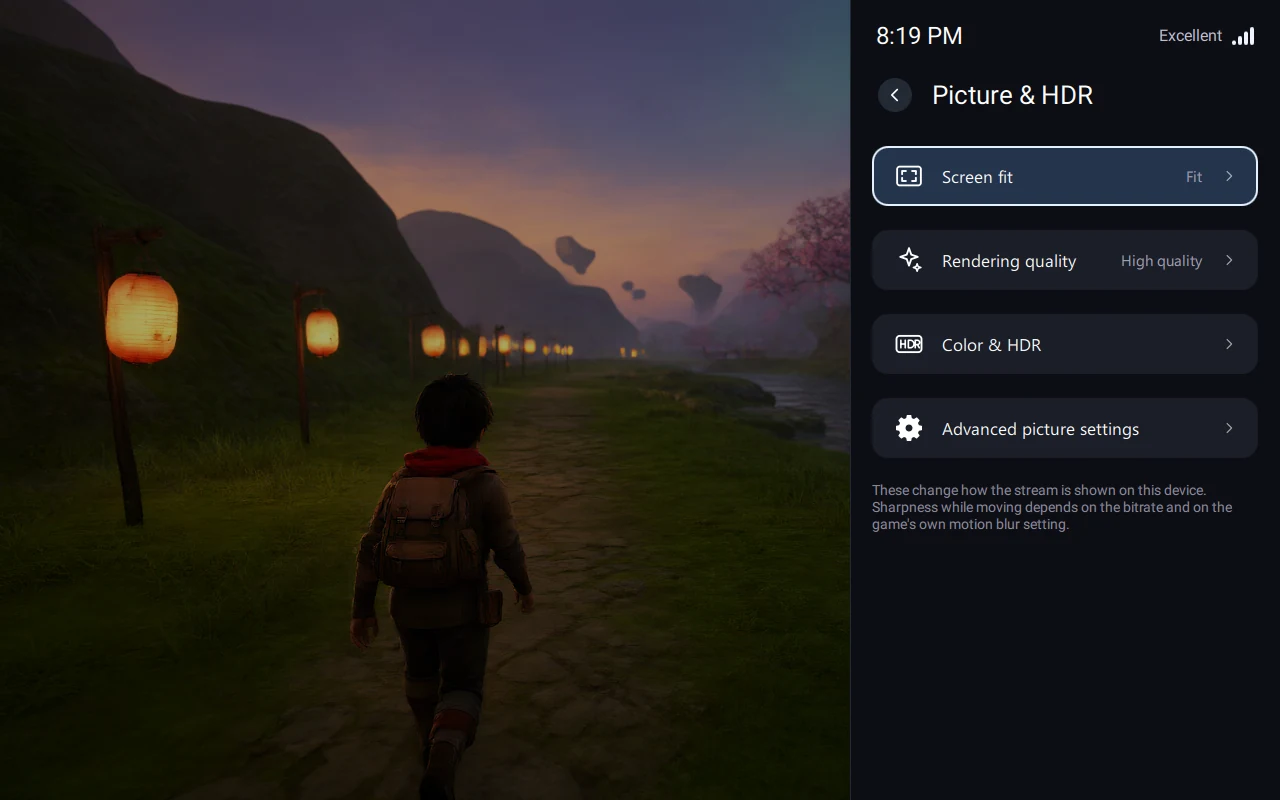 8:19 PM
Excellent
Picture & HDR
Screen fit
Fit
Rendering quality
High quality
HDR
Color & HDR
Advanced picture settings
These change how the stream is shown on this device.
Sharpness while moving depends on the bitrate and on the
game's own motion blur setting.